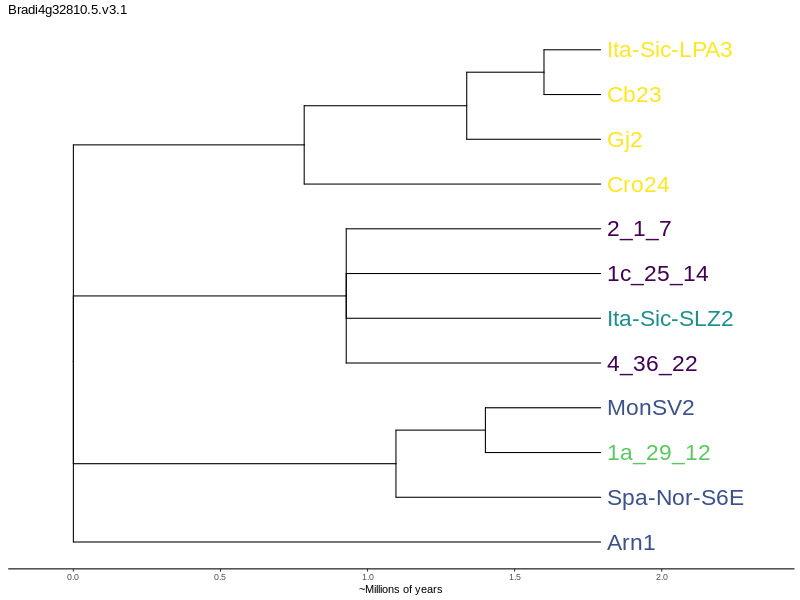 Bradi4g32810.5.v3.1
Ita-Sic-LPA3
Cb23
Gj2
Cro24
2_1_7
1c_25_14
Ita-Sic-SLZ2
4_36_22
MonSV2
1a_29_12
Spa-Nor-S6E
Arn1
0.0 0.5 1.0 1.5 2.0
~Millions of years